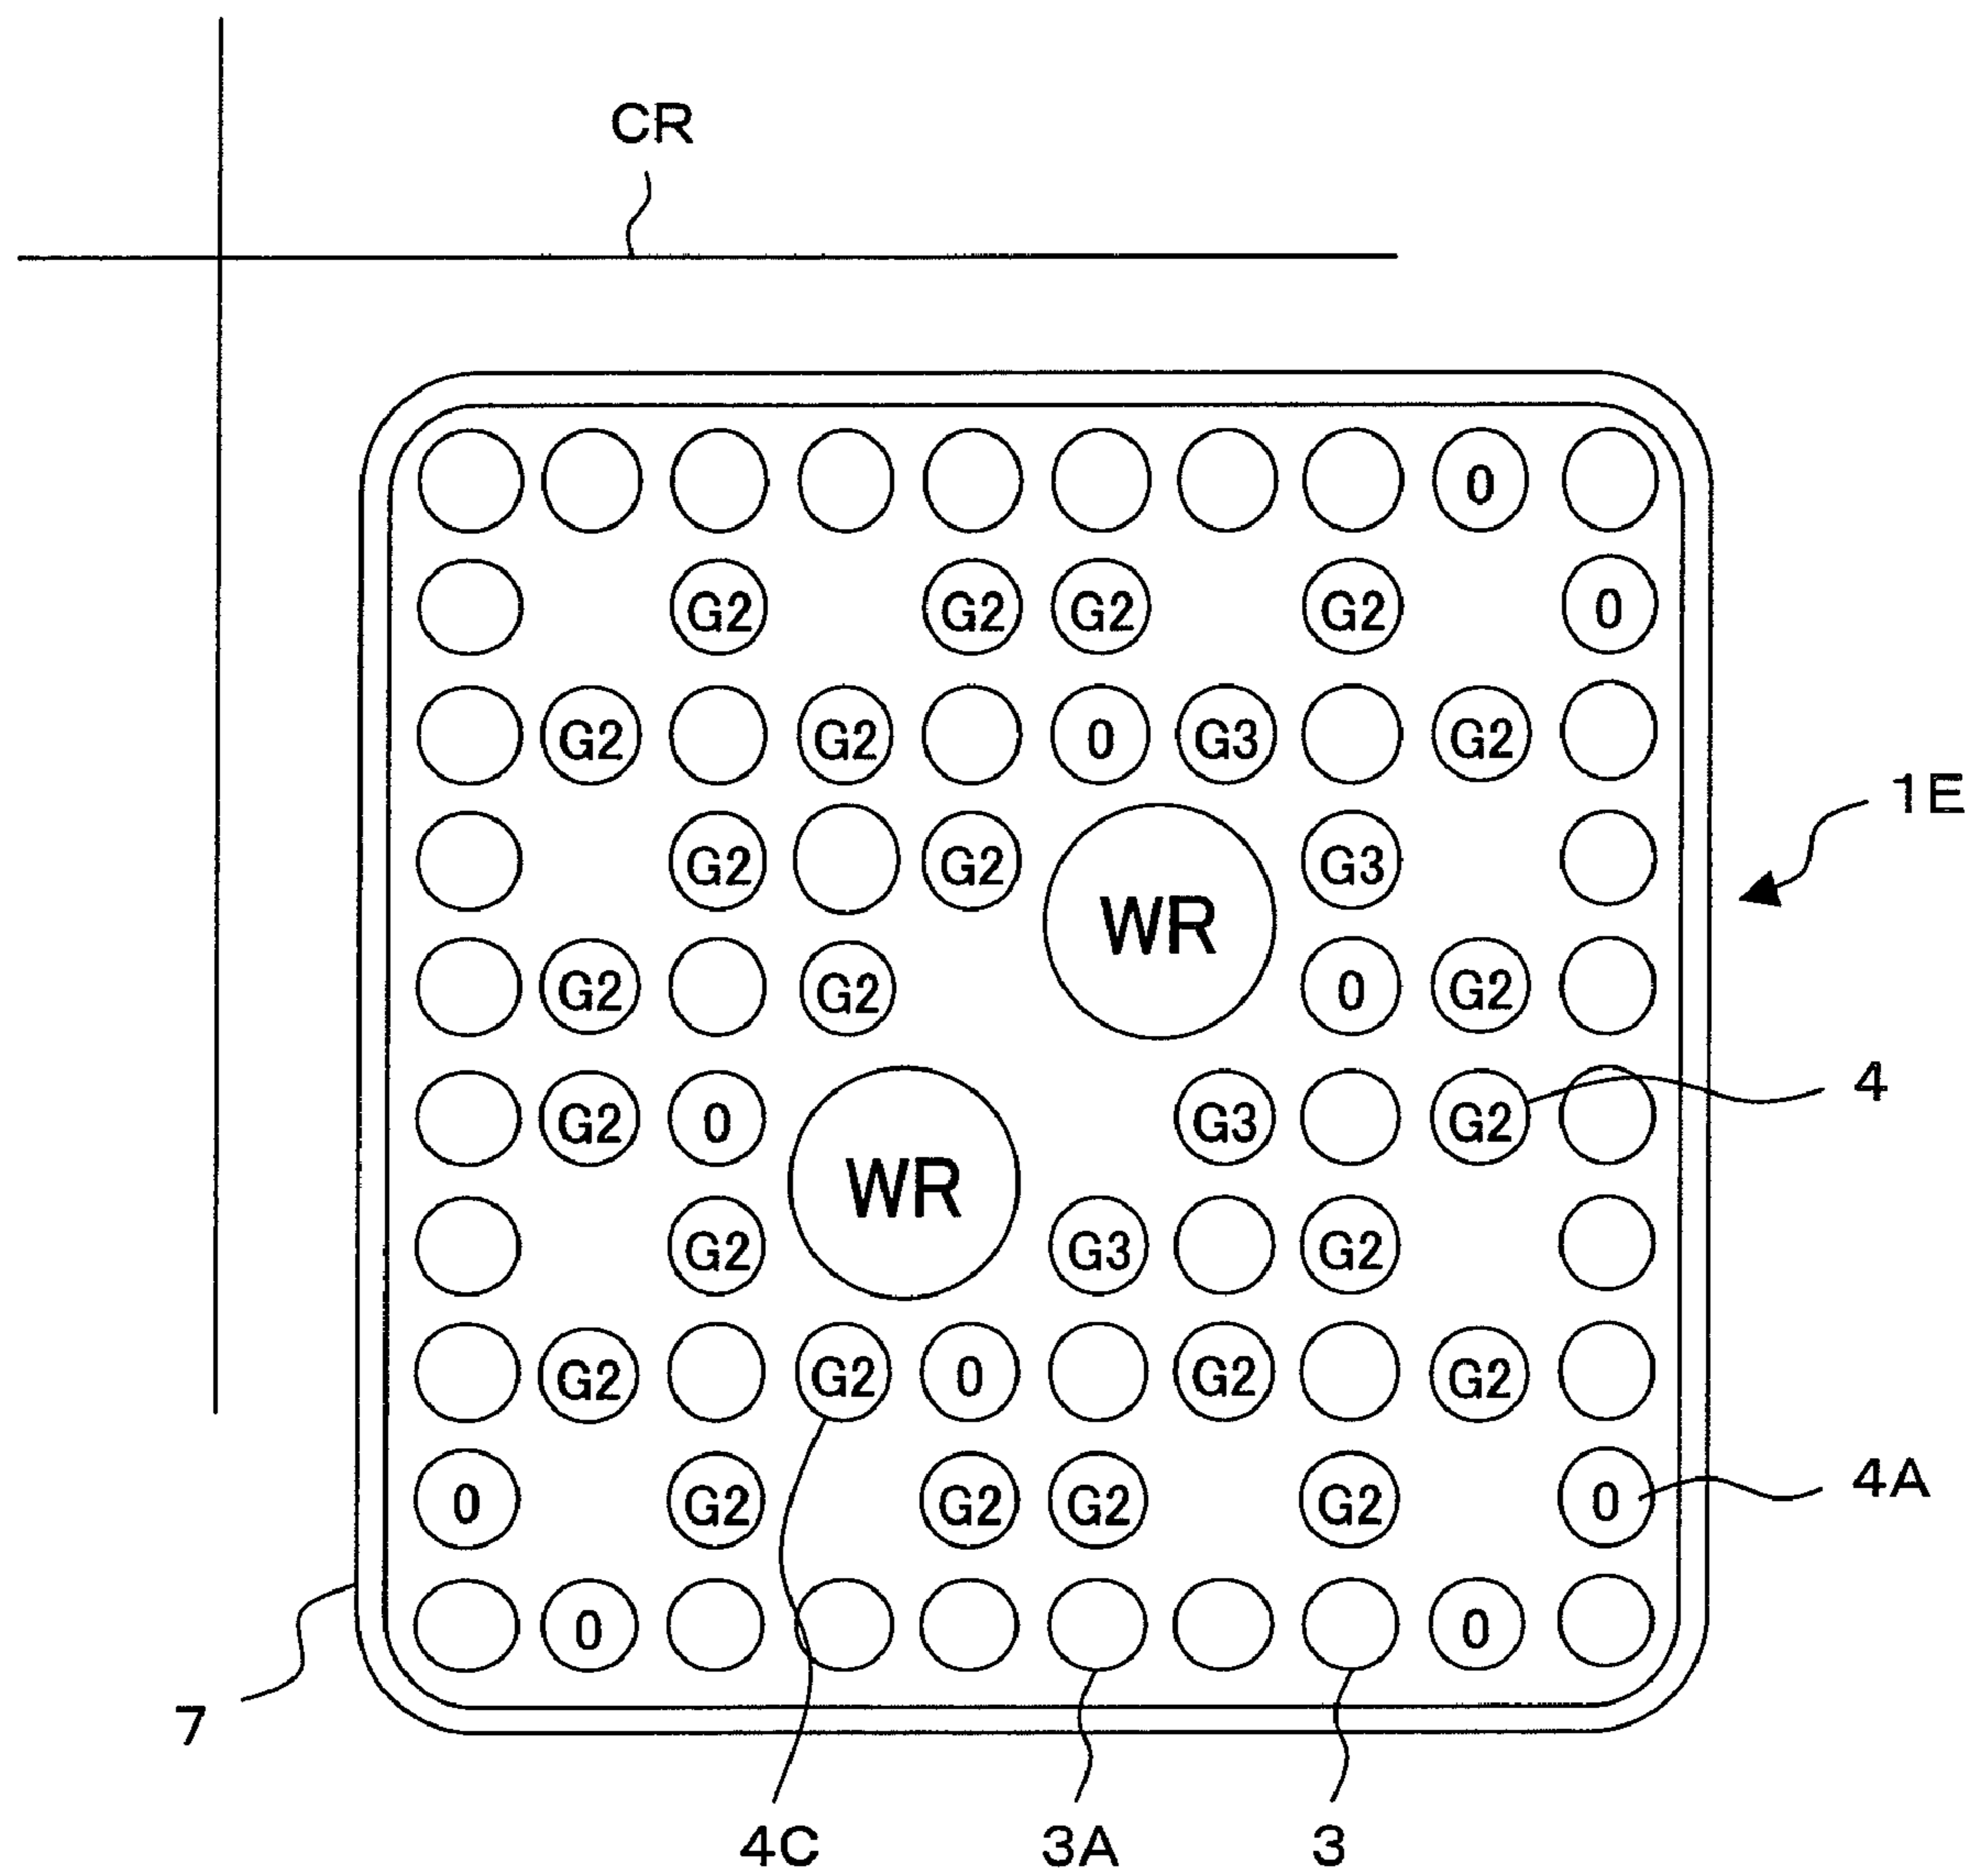 CR
0
G2 G2 G2 G2 0
G2 G2 0 G3 G2
1E
G2 G2 G3
WR
G2 G2 0 G2
4
G2 0 G3 G2
WR
G2 G3 G2
G2 G2 0 G2 G2
4A
0 G2 G2 G2 G2 0
0 0
7
4C 3A 3